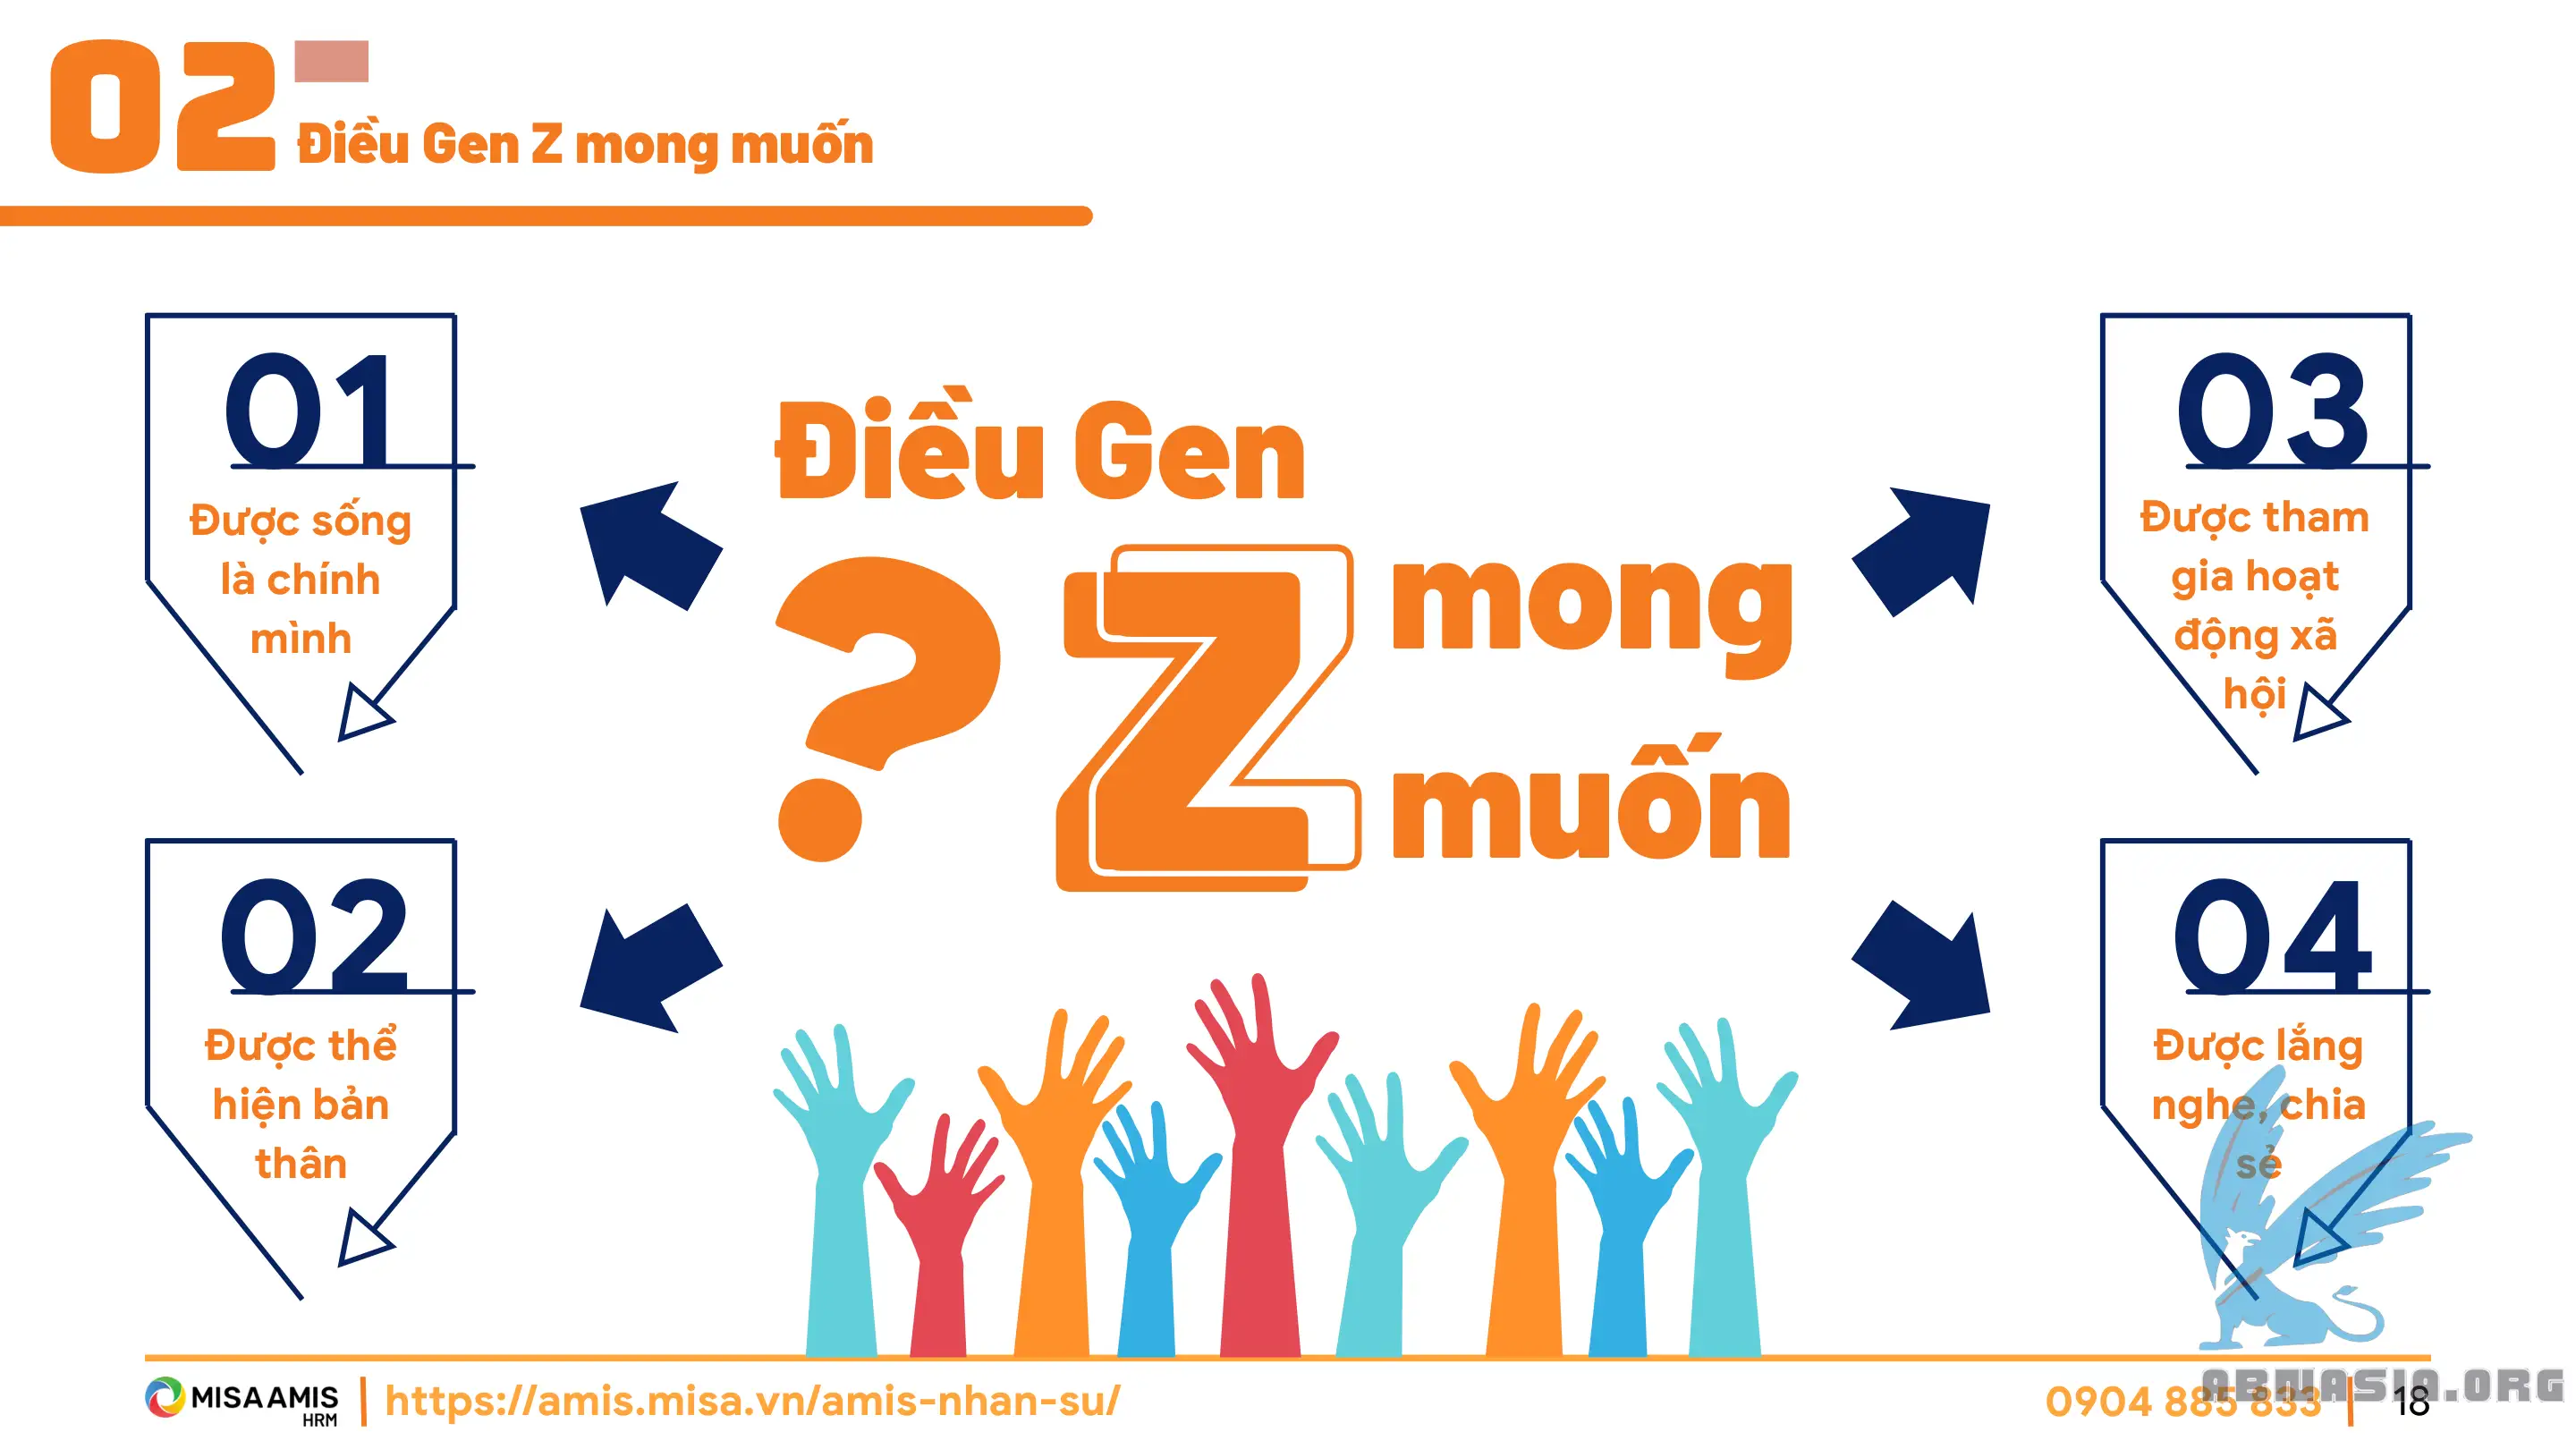 02
Điều Gen Z mong muốn
01
Được sống
là chính
mình
02
Được thể
hiện bản
thân
Điều Gen
? Z mong
muốn
03
Được tham
gia hoạt
động xã
hội
04
Được lắng
nghe, chia
sẻ
MISA AMIS
HRM
https://amis.misa.vn/amis-nhan-su/
0904 885 833
18
ABMASIA.ORG